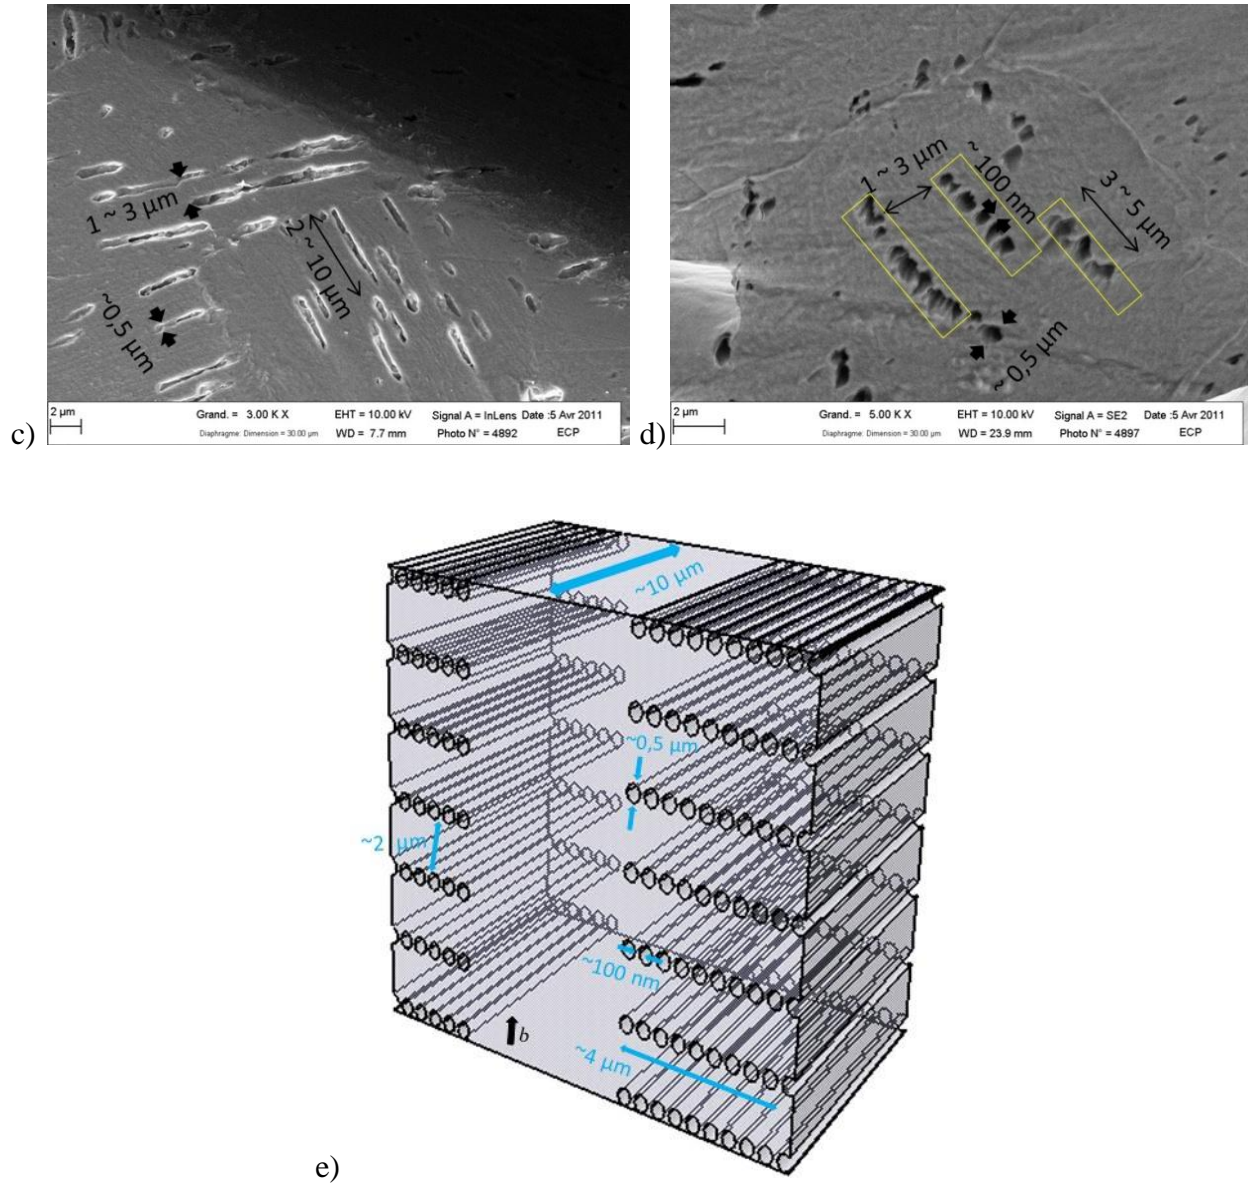 1 ~ 3 µm
2 ~ 10 µm
~0,5 µm
2 µm
Grand. = 3.00 K X EHT = 10.00 kV Signal A = InLens Date :5 Avr 2011
Diaphragme: Dimension = 30.00 µm WD = 7.7 mm Photo N° = 4892 ECP
c)
1 ~ 3 µm
~ 100 nm
3 ~ 5 µm
~ 0,5 µm
2 µm
Grand. = 5.00 K X EHT = 10.00 kV Signal A = SE2 Date :5 Avr 2011
Diaphragme: Dimension = 30.00 µm WD = 23.9 mm Photo N° = 4897 ECP
d)
~10 µm
~0,5 µm
~2 µm
~100 nm
b
~4 µm
e)